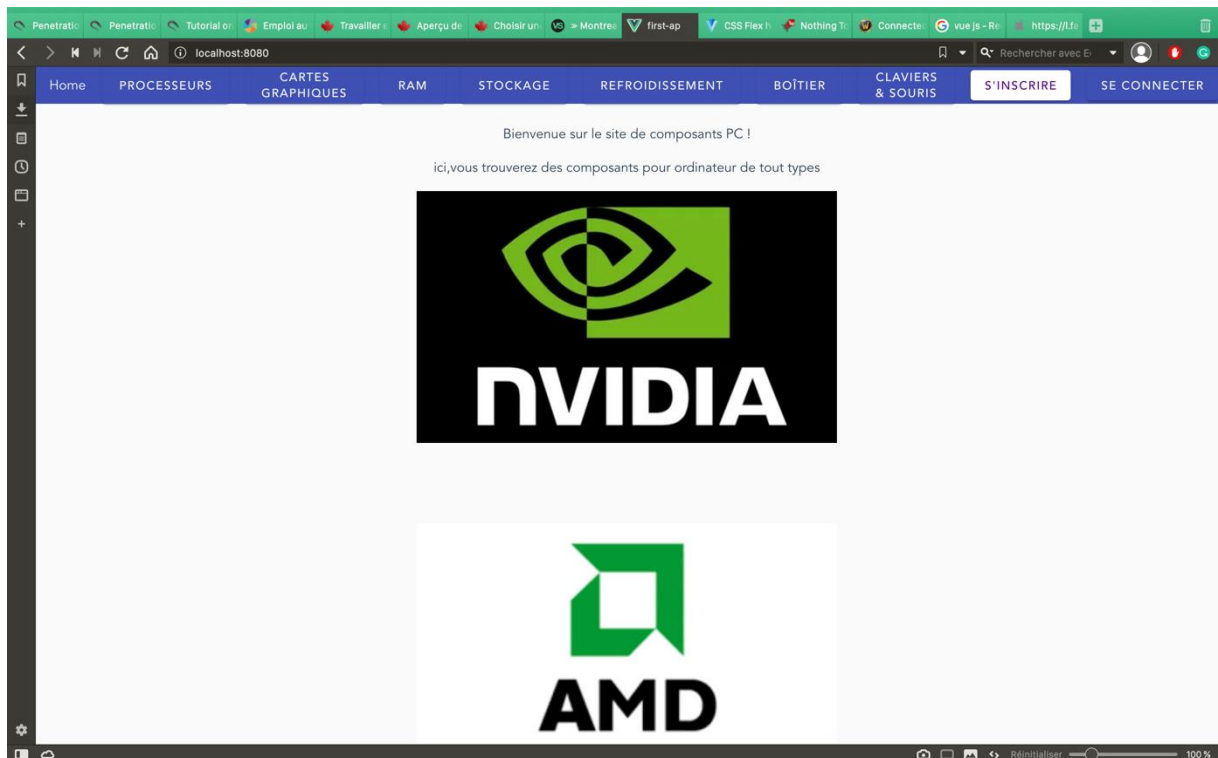 Penetratio Penetratio Tutorial on Emploi au Travailler e Aperçu de Choisir un » Montrea first-ap CSS Flex h Nothing To Connectec vue js - Re https://l.fa
localhost:8080
Rechercher avec E
Home PROCESSEURS CARTES GRAPHIQUES RAM STOCKAGE REFROIDISSEMENT BOÎTIER CLAVIERS & SOURIS S'INSCRIRE SE CONNECTER
Bienvenue sur le site de composants PC !
ici,vous trouverez des composants pour ordinateur de tout types
NVIDIA
AMD
Réinitialiser 100 %